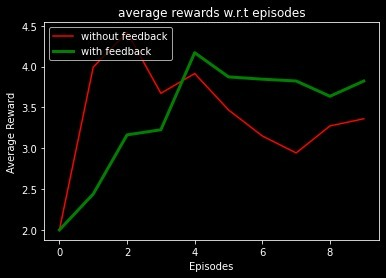 average rewards w.r.t episodes
without feedback
with feedback
4.5
4.0
3.5
3.0
2.5
2.0
Average Reward
0 2 4 6 8
Episodes